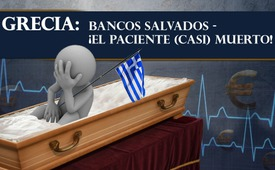 GRECIA: BANCOS SALVADOS -
¡EL PACIENTE (CASI) MUERTO!